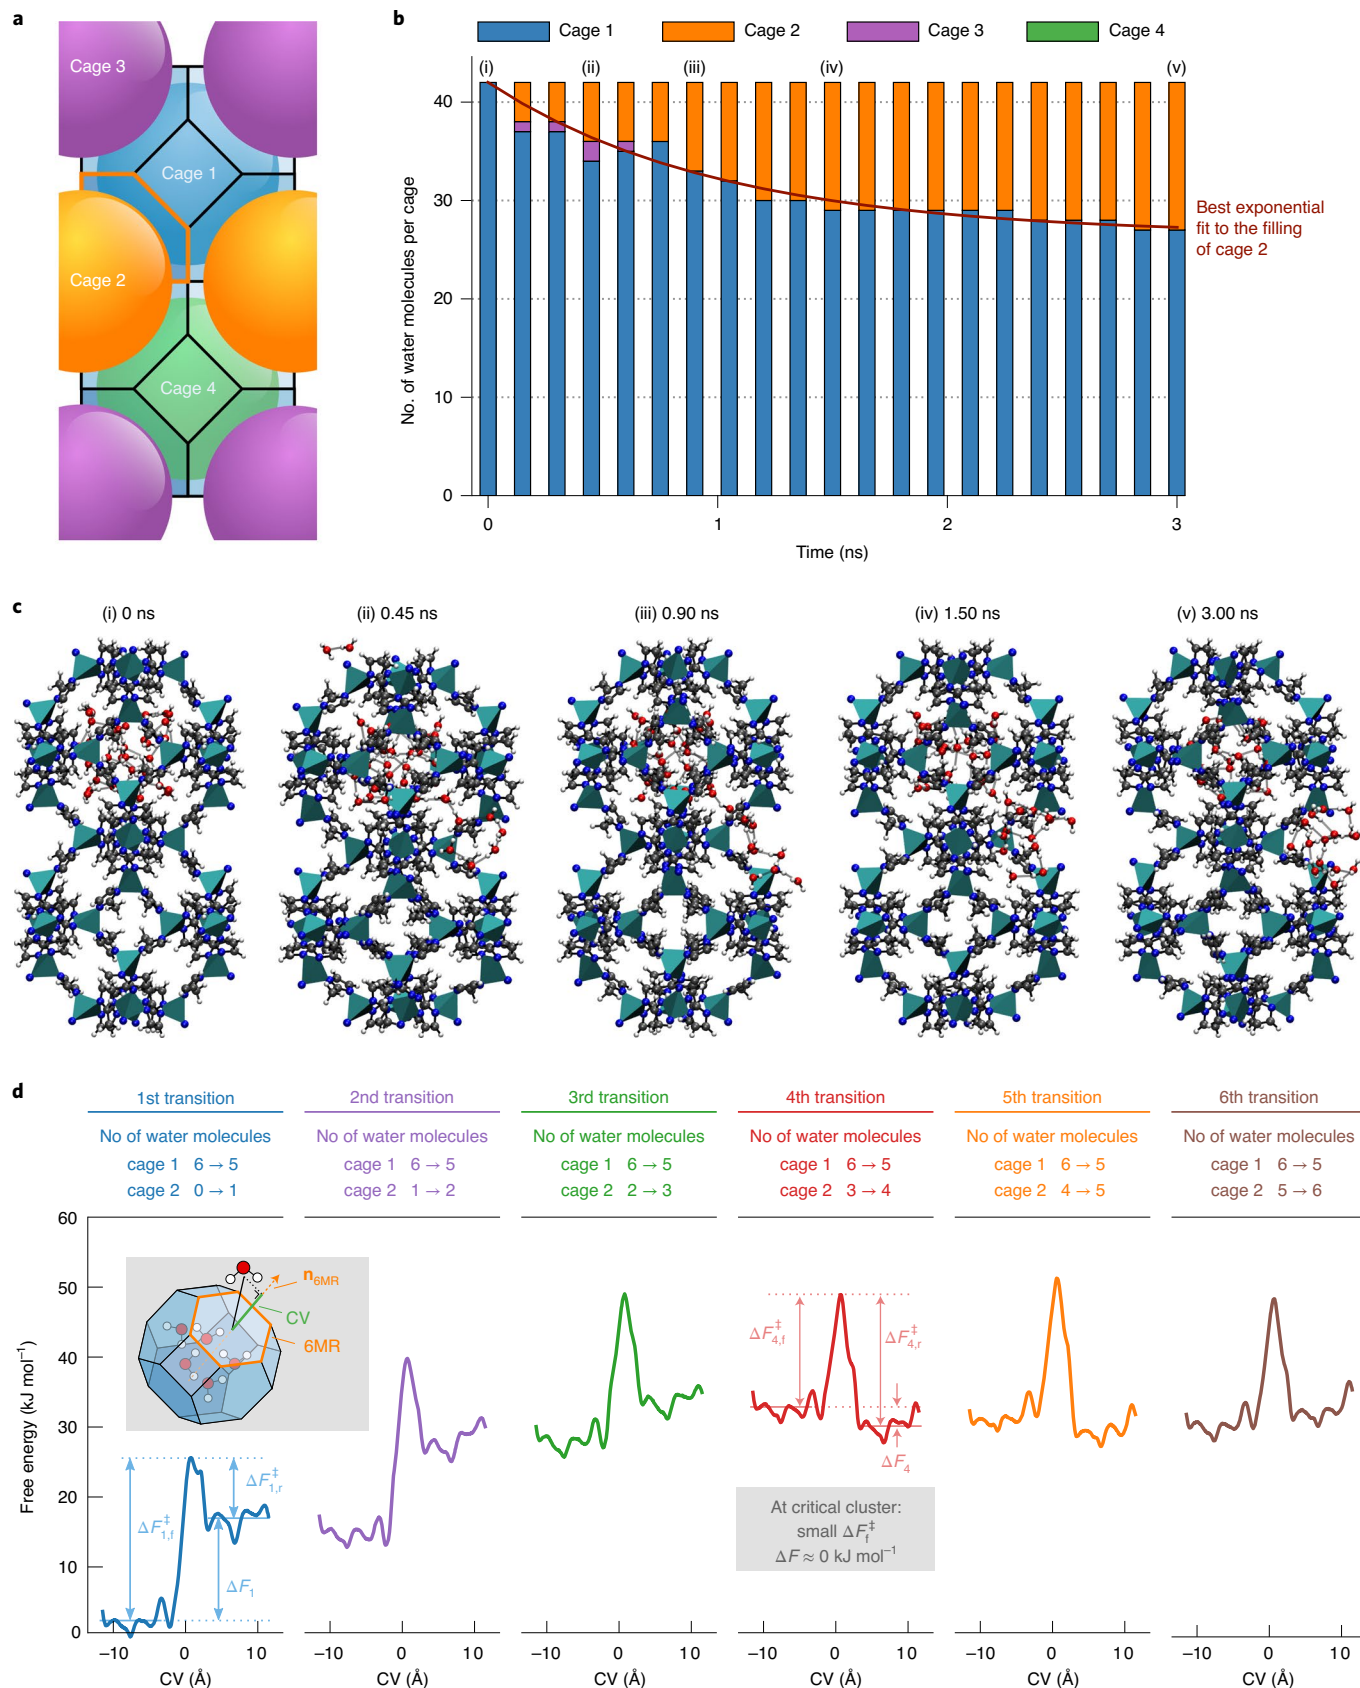 a
Cage 3
Cage 1
Cage 2
Cage 4
b
Cage 1 Cage 2 Cage 3 Cage 4
(i) (ii) (iii) (iv) (v)
40
30
20
10
0
No. of water molecules per cage
0 1 2 3
Time (ns)
Best exponential
fit to the filling
of cage 2
c
(i) 0 ns (ii) 0.45 ns (iii) 0.90 ns (iv) 1.50 ns (v) 3.00 ns
d
1st transition 2nd transition 3rd transition 4th transition 5th transition 6th transition
No of water molecules No of water molecules No of water molecules No of water molecules No of water molecules No of water molecules
cage 1 6 → 5 cage 1 6 → 5 cage 1 6 → 5 cage 1 6 → 5 cage 1 6 → 5 cage 1 6 → 5
cage 2 0 → 1 cage 2 1 → 2 cage 2 2 → 3 cage 2 3 → 4 cage 2 4 → 5 cage 2 5 → 6
60
50
40
30
20
10
0
Free energy (kJ mol⁻¹)
n6MR
CV
6MR
ΔF‡1,f
ΔF‡1,r
ΔF1
ΔF‡4,f
ΔF‡4,r
ΔF4
At critical cluster:
small ΔF‡f
ΔF ≈ 0 kJ mol⁻¹
−10 0 10 −10 0 10 −10 0 10 −10 0 10 −10 0 10 −10 0 10
CV (Å) CV (Å) CV (Å) CV (Å) CV (Å) CV (Å)